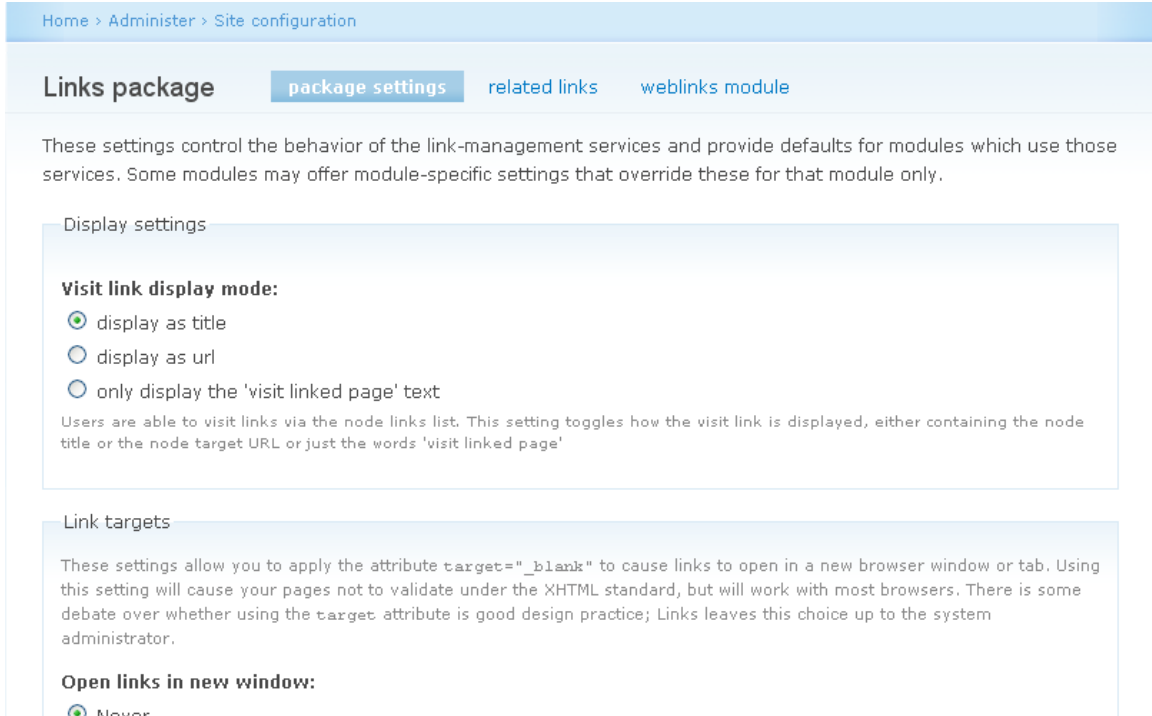 Home > Administer > Site configuration
Links package package settings related links weblinks module
These settings control the behavior of the link-management services and provide defaults for modules which use those
services. Some modules may offer module-specific settings that override these for that module only.
Display settings
Visit link display mode:
display as title
display as url
only display the 'visit linked page' text
Users are able to visit links via the node links list. This setting toggles how the visit link is displayed, either containing the node
title or the node target URL or just the words 'visit linked page'
Link targets
These settings allow you to apply the attribute target="_blank" to cause links to open in a new browser window or tab. Using
this setting will cause your pages not to validate under the XHTML standard, but will work with most browsers. There is some
debate over whether using the target attribute is good design practice; Links leaves this choice up to the system
administrator.
Open links in new window:
Never